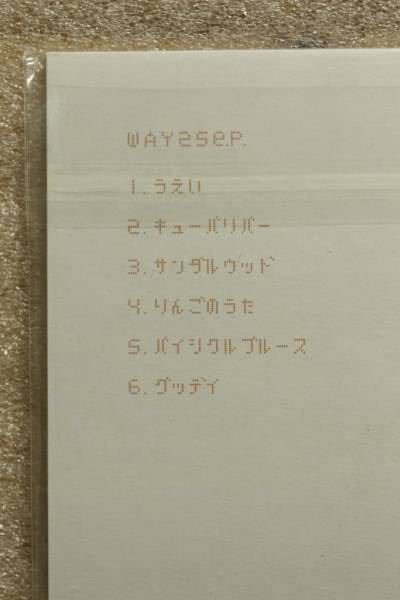 WAYS e.P.
1. うえい
2. キューバリバー
3. サンダルウッド
4. りんごのうた
5. バイシクルブルース
6. グッデイ